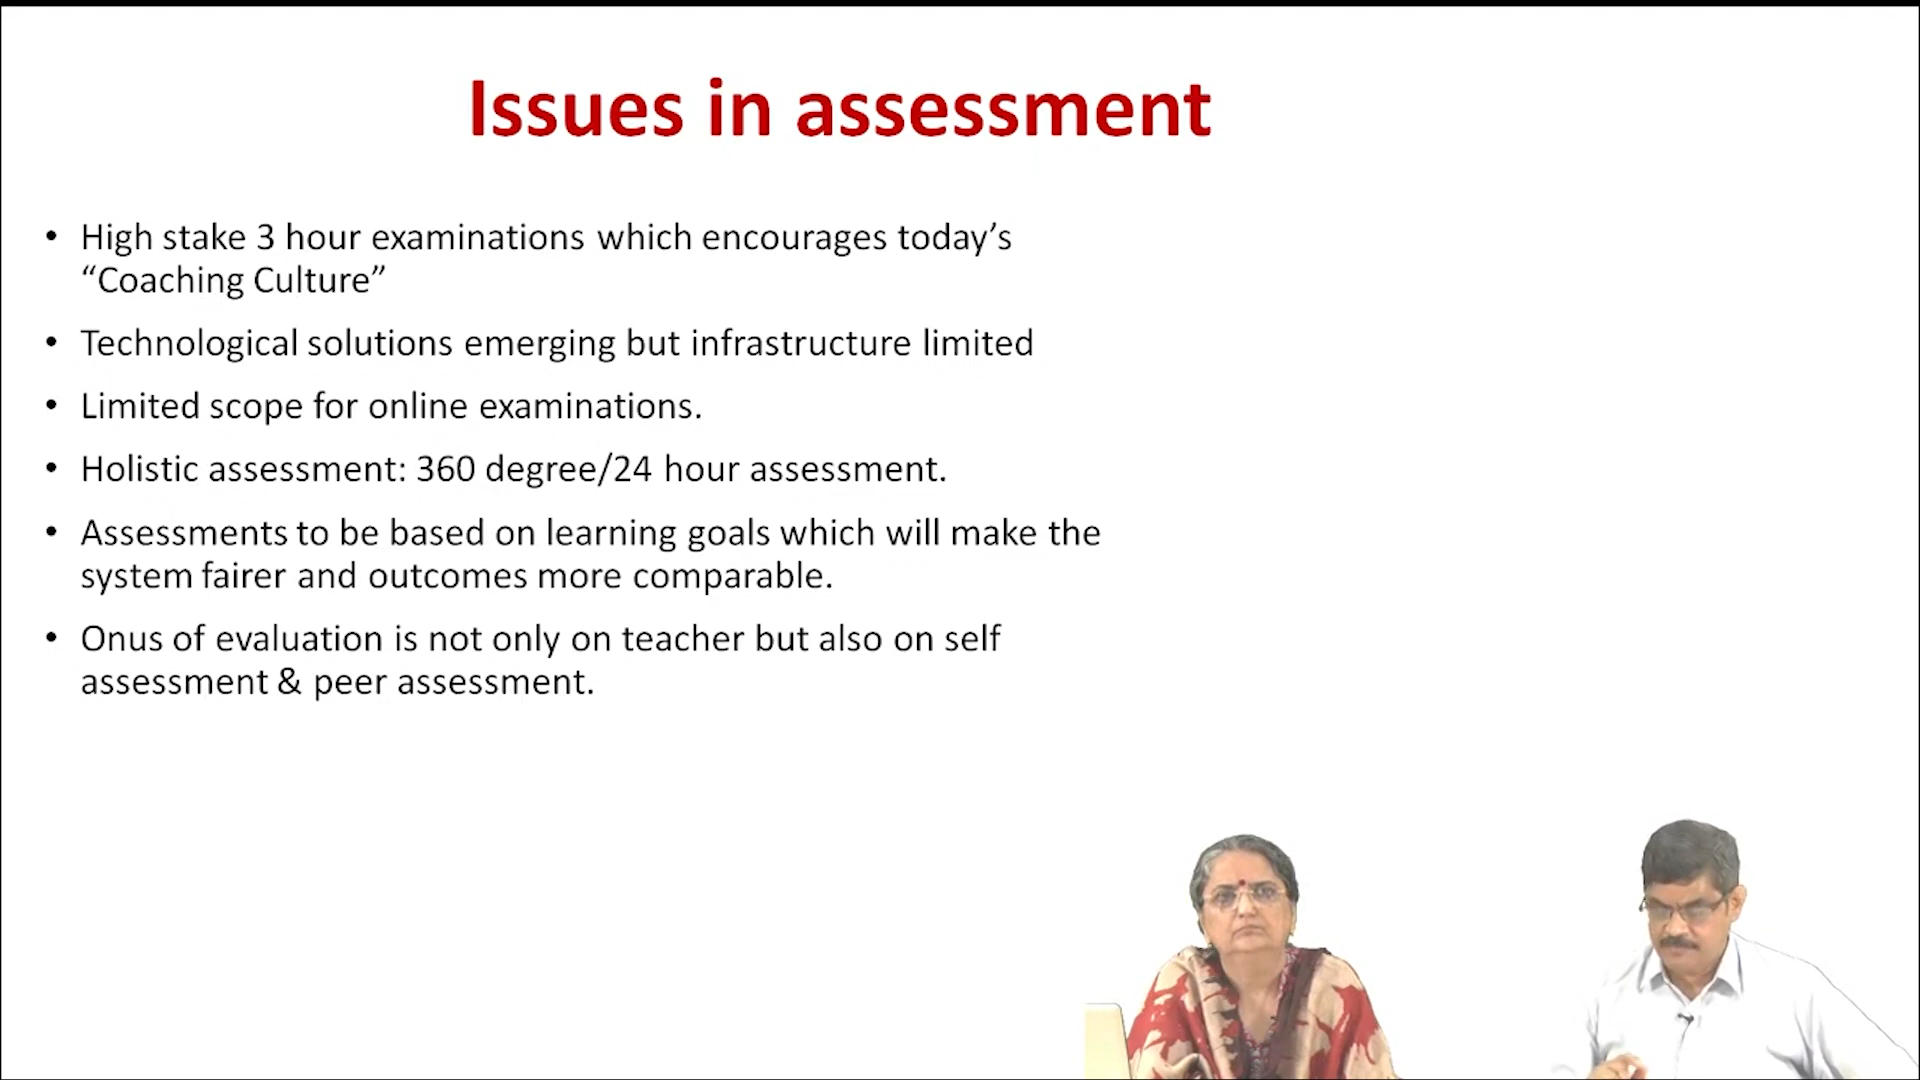 Issues in assessment
• High stake 3 hour examinations which encourages today’s
“Coaching Culture”
• Technological solutions emerging but infrastructure limited
• Limited scope for online examinations.
• Holistic assessment: 360 degree/24 hour assessment.
• Assessments to be based on learning goals which will make the
system fairer and outcomes more comparable.
• Onus of evaluation is not only on teacher but also on self
assessment & peer assessment.